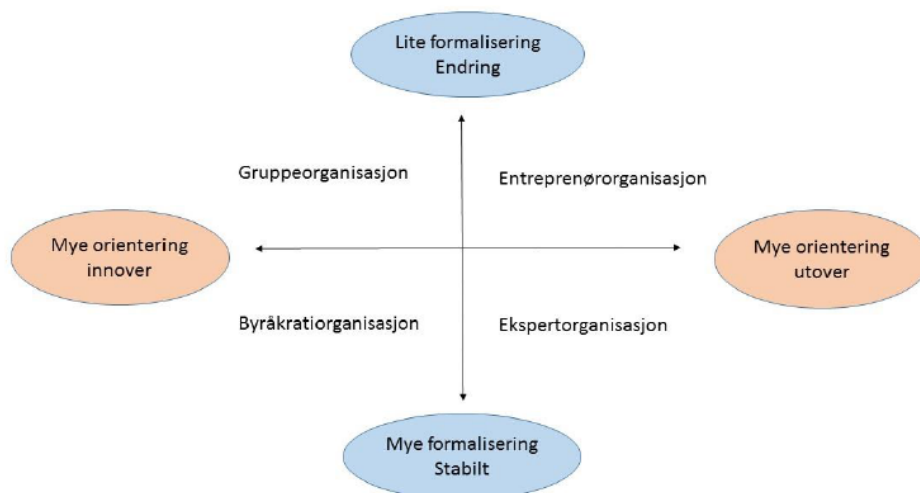 Lite formalisering
Endring
Gruppeorganisasjon
Entreprenørorganisasjon
Mye orientering
innover
Mye orientering
utover
Byråkratiorganisasjon
Ekspertorganisasjon
Mye formalisering
Stabilt